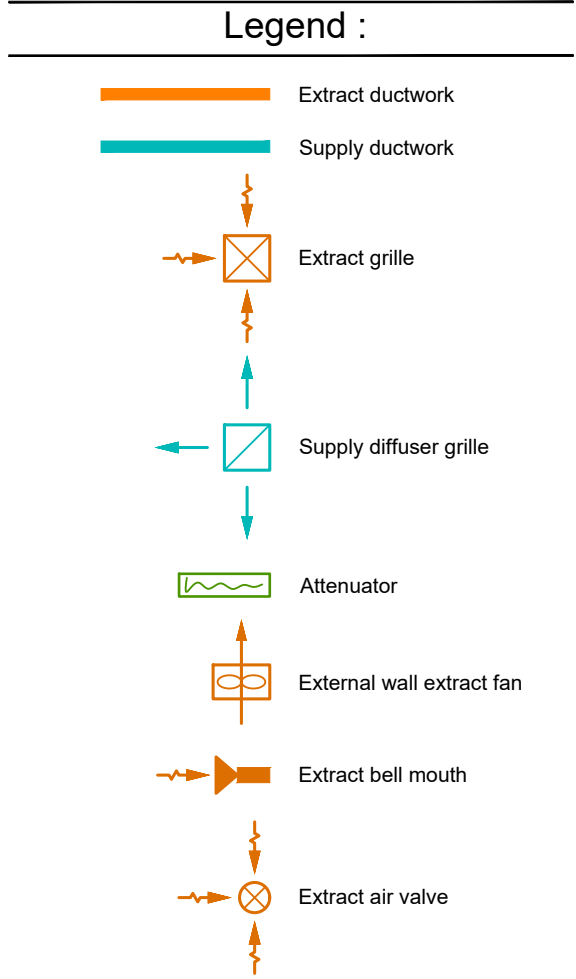 Legend :
Extract ductwork
Supply ductwork
Extract grille
Supply diffuser grille
Attenuator
External wall extract fan
Extract bell mouth
Extract air valve